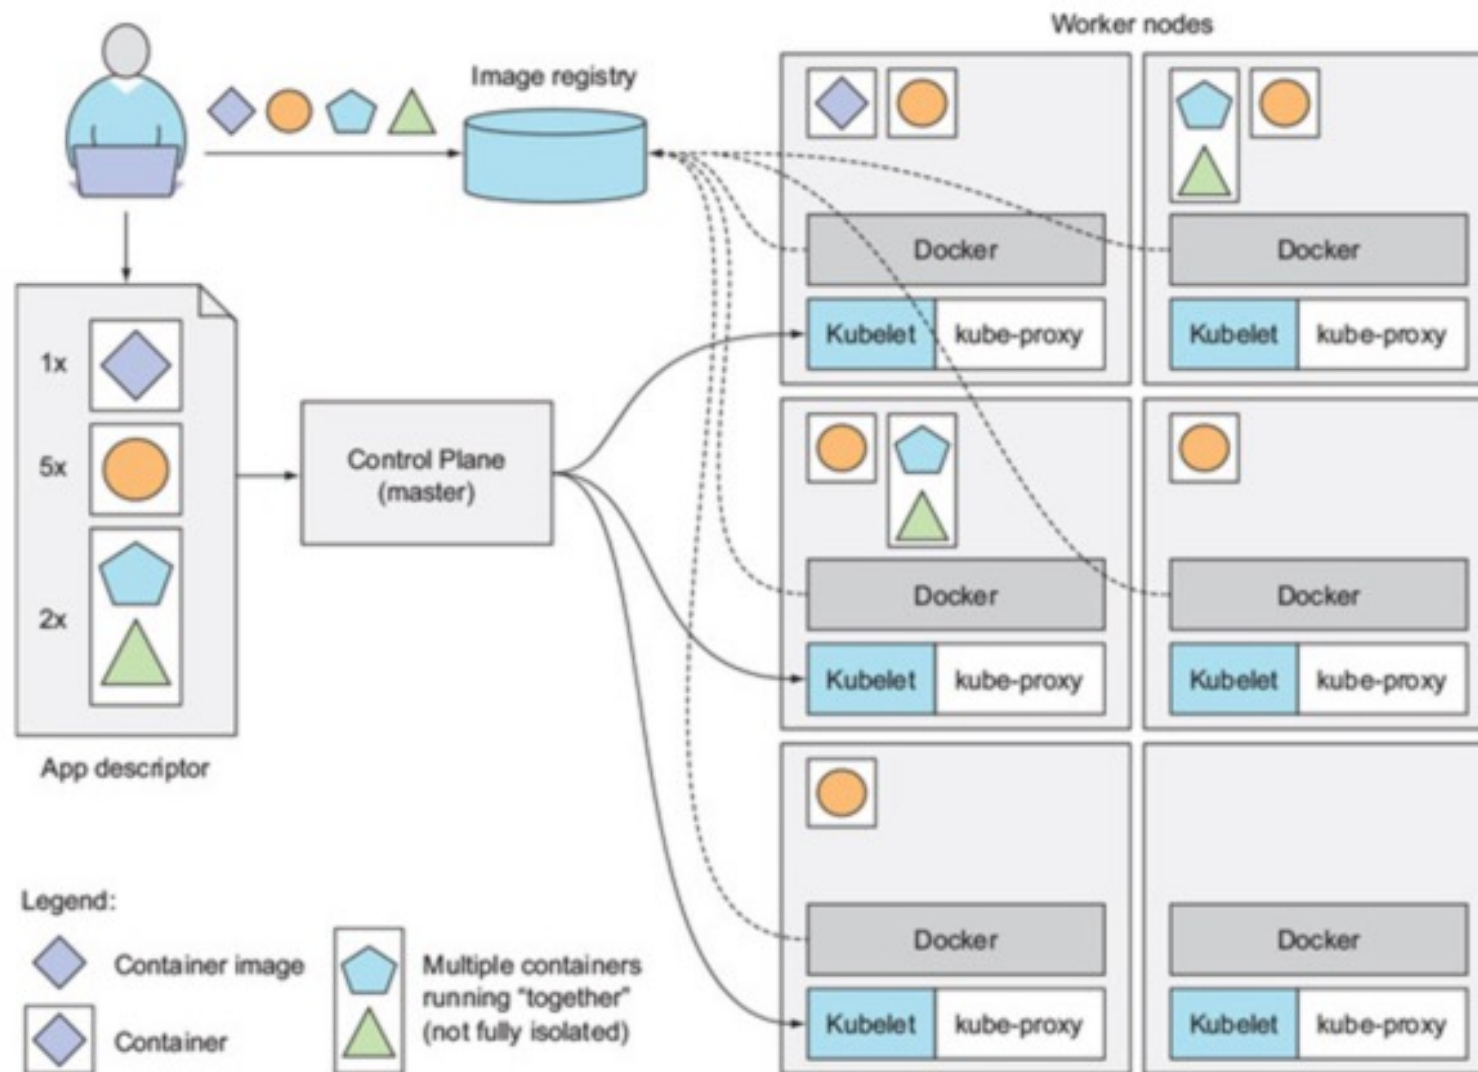 Worker nodes
Image registry
Docker
Kubelet
kube-proxy
Docker
Kubelet
kube-proxy
1x
5x
2x
App descriptor
Control Plane
(master)
Docker
Kubelet
kube-proxy
Docker
Kubelet
kube-proxy
Docker
Kubelet
kube-proxy
Docker
Kubelet
kube-proxy
Legend:
Container image
Container
Multiple containers
running "together"
(not fully isolated)